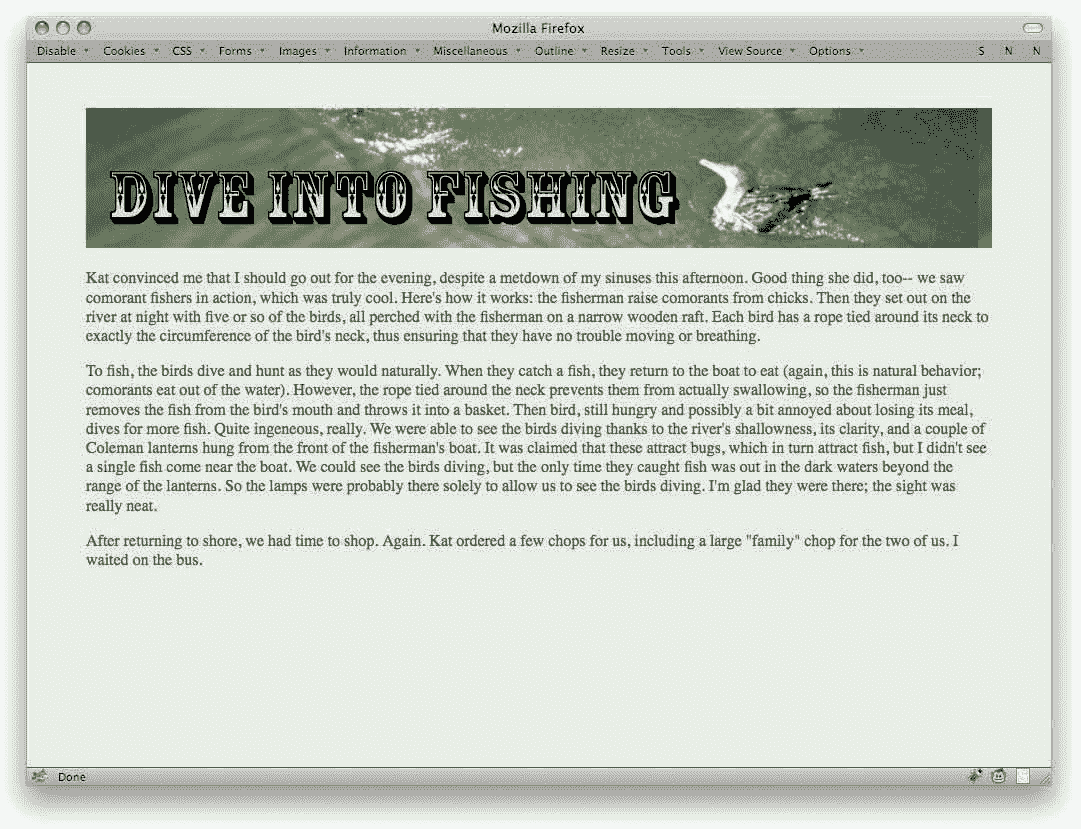 Mozilla Firefox
Disable Cookies CSS Forms Images Information Miscellaneous Outline Resize Tools View Source Options S N N
DIVE INTO FISHING
Kat convinced me that I should go out for the evening, despite a metdown of my sinuses this afternoon. Good thing she did, too-- we saw
comorant fishers in action, which was truly cool. Here's how it works: the fisherman raise comorants from chicks. Then they set out on the
river at night with five or so of the birds, all perched with the fisherman on a narrow wooden raft. Each bird has a rope tied around its neck to
exactly the circumference of the bird's neck, thus ensuring that they have no trouble moving or breathing.
To fish, the birds dive and hunt as they would naturally. When they catch a fish, they return to the boat to eat (again, this is natural behavior;
comorants eat out of the water). However, the rope tied around the neck prevents them from actually swallowing, so the fisherman just
removes the fish from the bird's mouth and throws it into a basket. Then bird, still hungry and possibly a bit annoyed about losing its meal,
dives for more fish. Quite ingeneous, really. We were able to see the birds diving thanks to the river's shallowness, its clarity, and a couple of
Coleman lanterns hung from the front of the fisherman's boat. It was claimed that these attract bugs, which in turn attract fish, but I didn't see
a single fish come near the boat. We could see the birds diving, but the only time they caught fish was out in the dark waters beyond the
range of the lanterns. So the lamps were probably there solely to allow us to see the birds diving. I'm glad they were there; the sight was
really neat.
After returning to shore, we had time to shop. Again. Kat ordered a few chops for us, including a large "family" chop for the two of us. I
waited on the bus.
Done